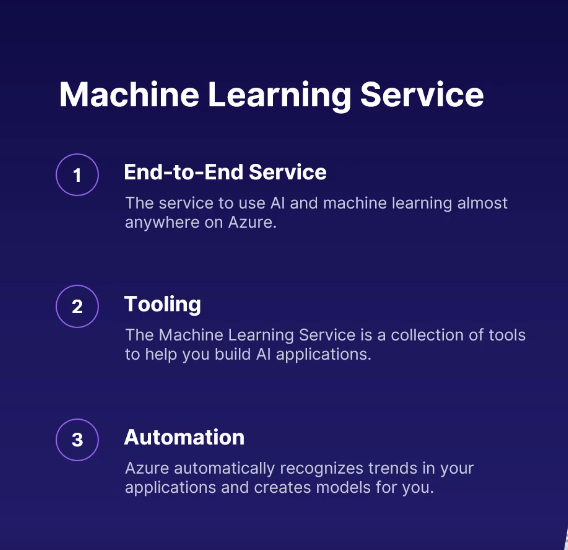 Machine Learning Service
1
End-to-End Service
The service to use AI and machine learning almost
anywhere on Azure.
2
Tooling
The Machine Learning Service is a collection of tools
to help you build AI applications.
3
Automation
Azure automatically recognizes trends in your
applications and creates models for you.